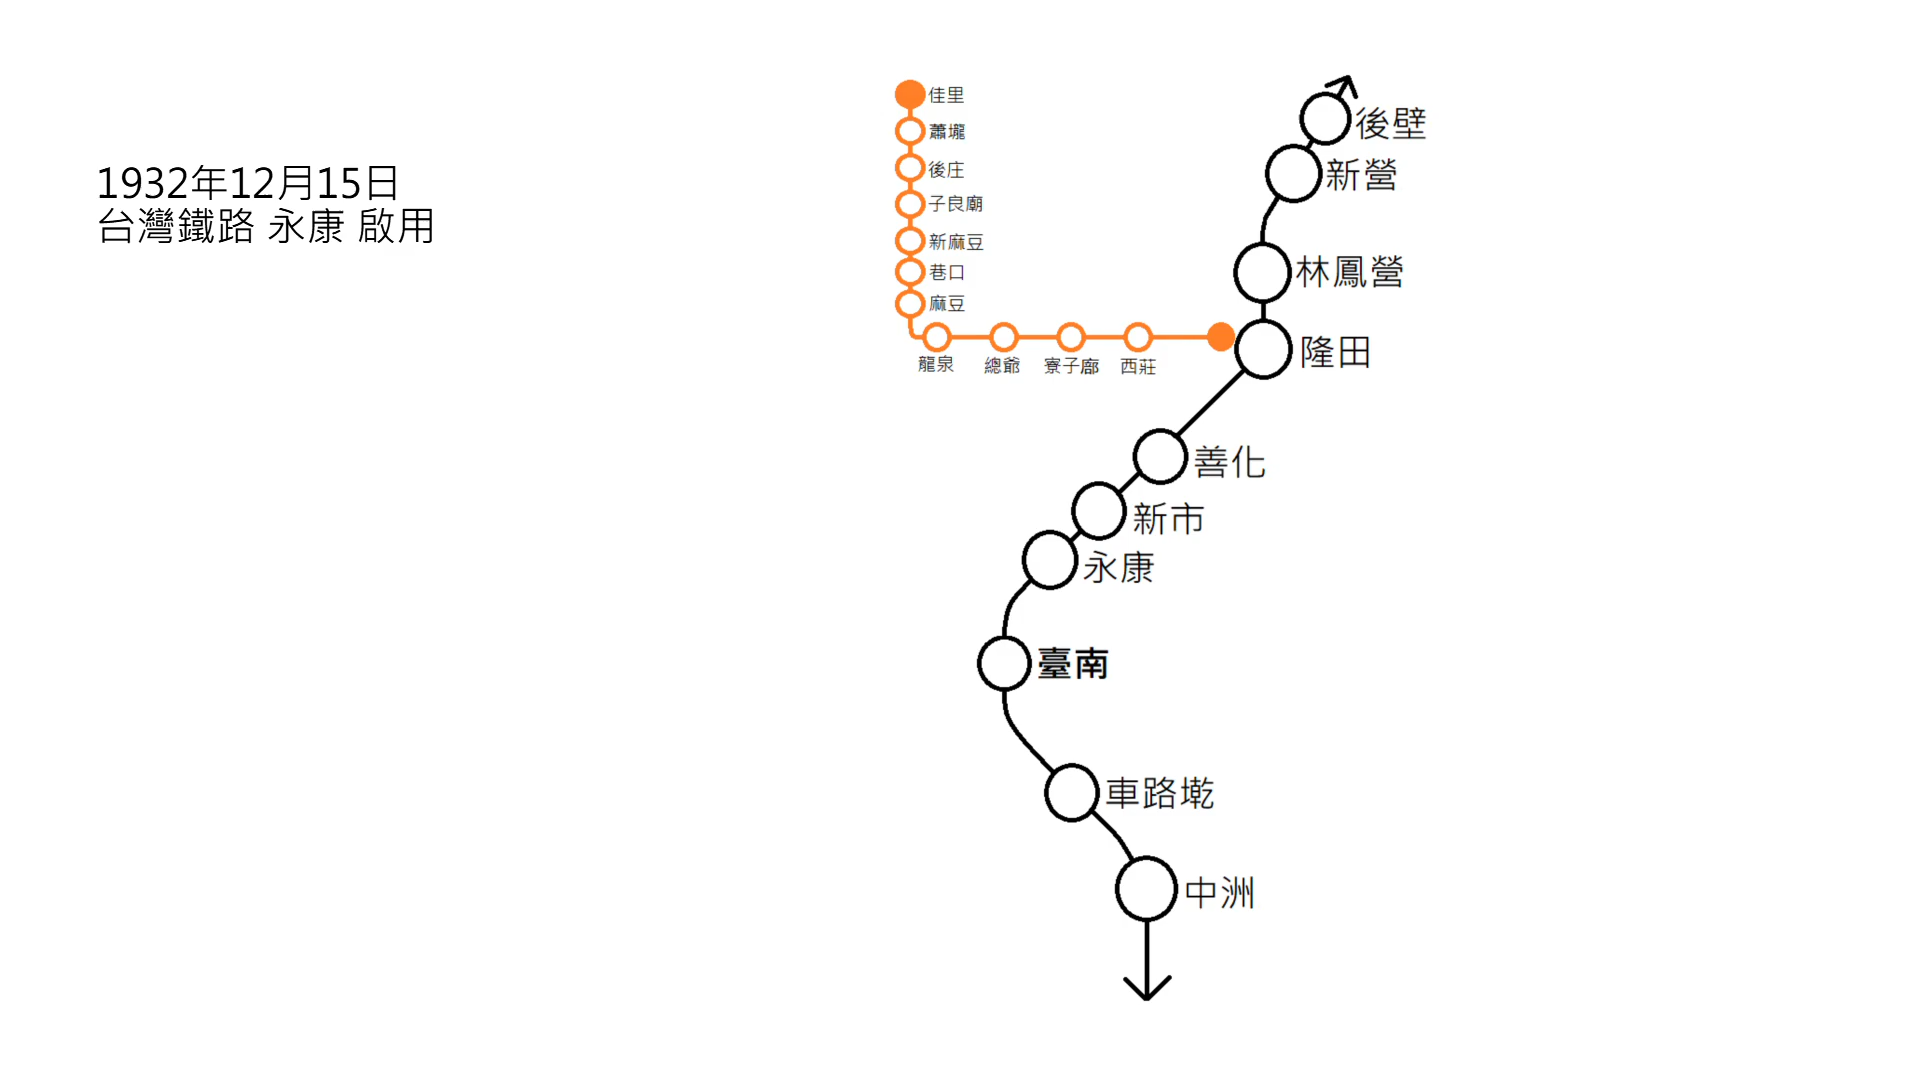 1932年12月15日
台灣鐵路 永康 啟用
佳里
蕭壠
後庄
子良廟
新麻豆
巷口
麻豆
龍泉
總爺
寮子廍
西莊
後壁
新營
林鳳營
隆田
善化
新市
永康
臺南
車路墘
中洲